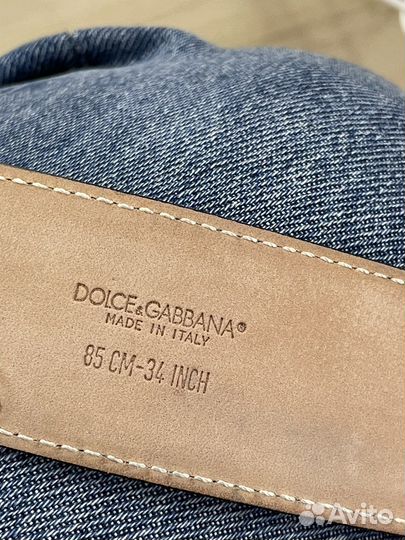 DOLCE&GABBANA®
MADE IN ITALY
85 CM-34 INCH
Avito